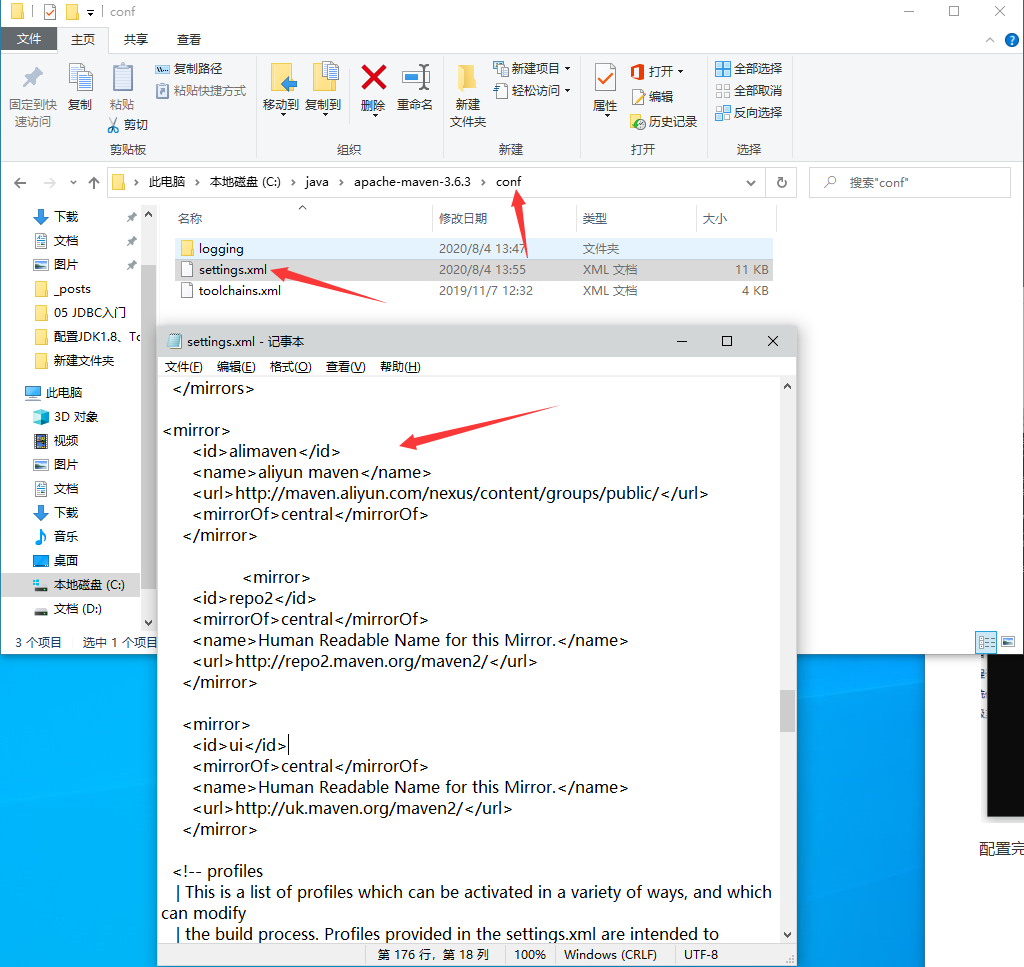 conf
文件 主页 共享 查看
固定到快速访问
复制
粘贴
复制路径
粘贴快捷方式
剪切
剪贴板
移动到
复制到
删除
重命名
组织
新建
文件夹
新建项目
轻松访问
新建
属性
打开
编辑
历史记录
打开
全部选择
全部取消
反向选择
选择
此电脑 › 本地磁盘 (C:) › java › apache-maven-3.6.3 › conf
搜索"conf"
名称 修改日期 类型 大小
logging 2020/8/4 13:47 文件夹
settings.xml 2020/8/4 13:55 XML 文档 11 KB
toolchains.xml 2019/11/7 12:32 XML 文档 4 KB
下载
文档
图片
_posts
05 JDBC入门
配置JDK1.8、To
新建文件夹
此电脑
3D 对象
视频
图片
文档
下载
音乐
桌面
本地磁盘 (C:)
文档 (D:)
3 个项目 选中 1 个项目
settings.xml - 记事本
文件(F) 编辑(E) 格式(O) 查看(V) 帮助(H)
</mirrors>
<mirror>
<id>alimaven</id>
<name>aliyun maven</name>
<url>http://maven.aliyun.com/nexus/content/groups/public/</url>
<mirrorOf>central</mirrorOf>
</mirror>
<mirror>
<id>repo2</id>
<mirrorOf>central</mirrorOf>
<name>Human Readable Name for this Mirror.</name>
<url>http://repo2.maven.org/maven2/</url>
</mirror>
<mirror>
<id>ui</id>
<mirrorOf>central</mirrorOf>
<name>Human Readable Name for this Mirror.</name>
<url>http://uk.maven.org/maven2/</url>
</mirror>
<!-- profiles
| This is a list of profiles which can be activated in a variety of ways, and which
can modify
| the build process. Profiles provided in the settings.xml are intended to
第 176 行，第 18 列 100% Windows (CRLF) UTF-8
配置完